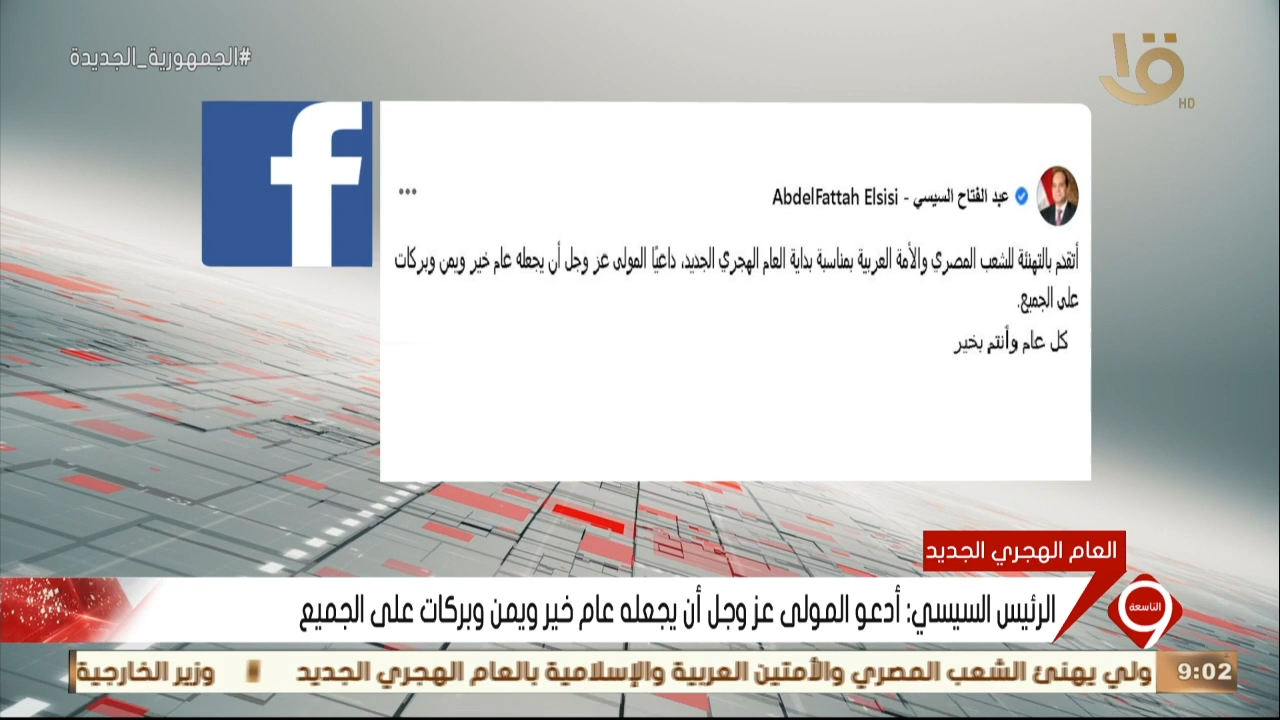 #الجمهورية_الجديدة
HD
عبد الفتاح السيسي - AbdelFattah Elsisi
أتقدم بالتهنئة للشعب المصري والأمة العربية بمناسبة بداية العام الهجري الجديد، داعيًا المولى عز وجل أن يجعله عام خير ويمن وبركات
على الجميع.
كل عام وأنتم بخير
العام الهجري الجديد
الرئيس السيسي: أدعو المولى عز وجل أن يجعله عام خير ويمن وبركات على الجميع
التاسعة
9:02
ولي يهنئ الشعب المصري والأمتين العربية والإسلامية بالعام الهجري الجديد
وزير الخارجية